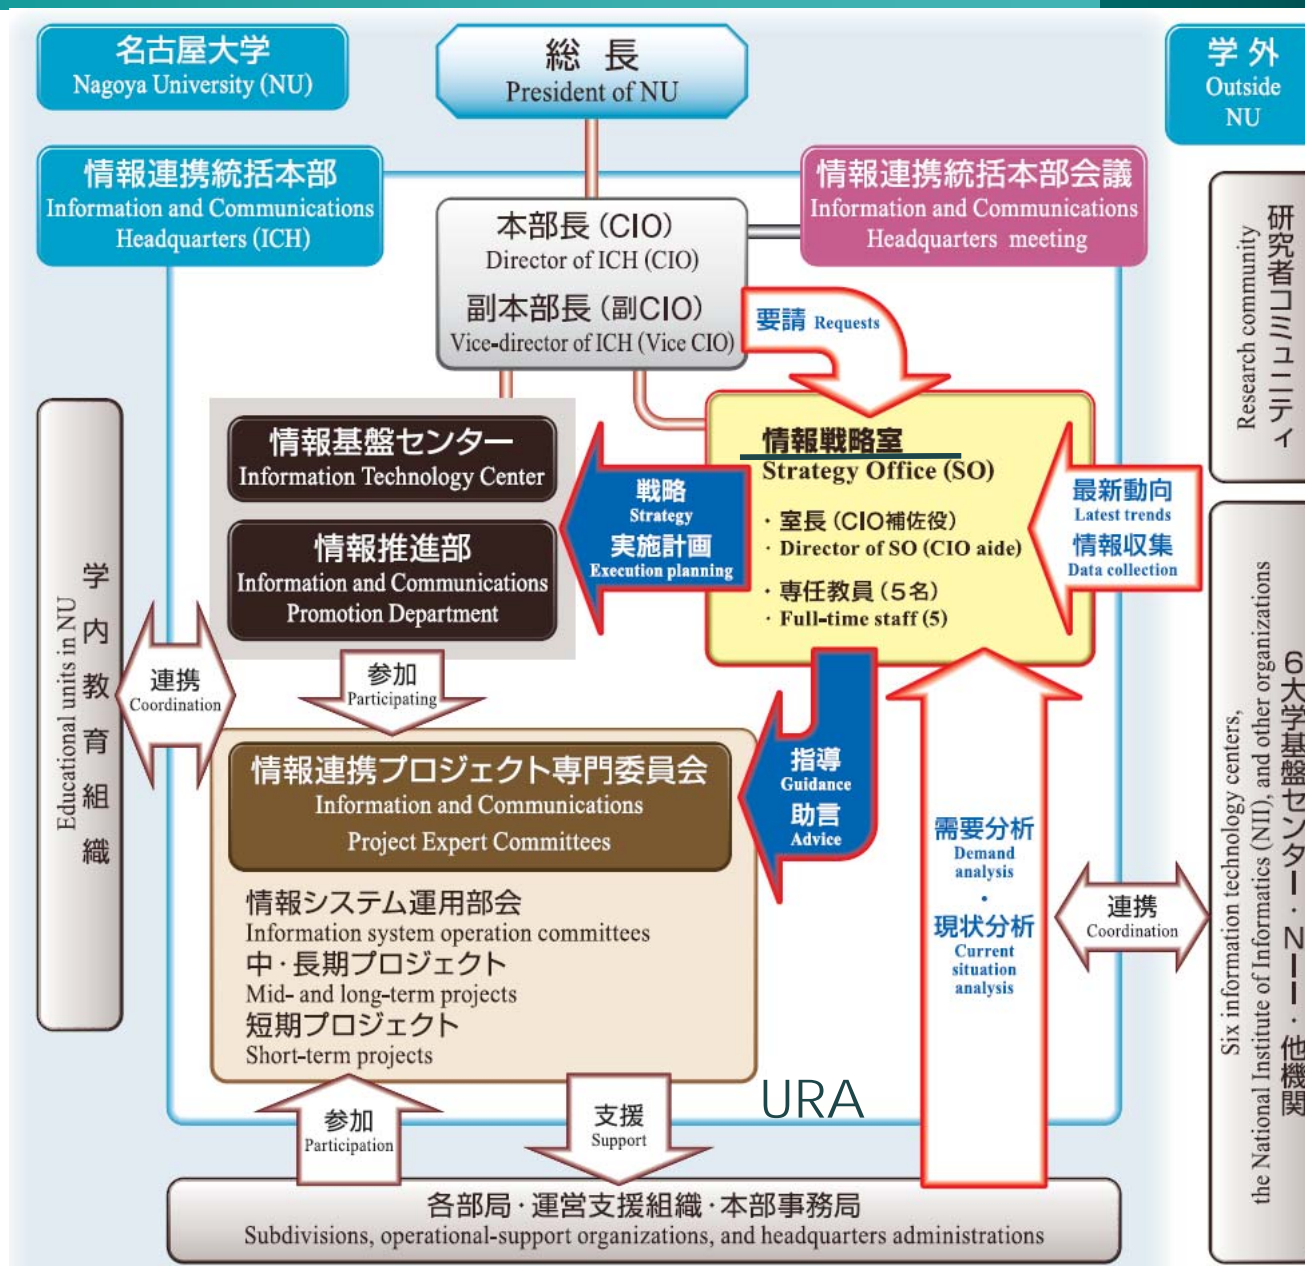 名古屋大学
Nagoya University (NU)
総 長
President of NU
学 外
Outside
NU
情報連携統括本部
Information and Communications
Headquarters (ICH)
情報連携統括本部会議
Information and Communications
Headquarters meeting
本部長 (CIO)
Director of ICH (CIO)
副本部長 (副CIO)
Vice-director of ICH (Vice CIO)
要請 Requests
研究者コミュニティ
Research community
情報基盤センター
Information Technology Center
情報推進部
Information and Communications
Promotion Department
戦略
Strategy
実施計画
Execution planning
情報戦略室
Strategy Office (SO)
・室長 (CIO補佐役)
・Director of SO (CIO aide)
・専任教員 (5名)
・Full-time staff (5)
最新動向
Latest trends
情報収集
Data collection
学内教育組織
Educational units in NU
連携
Coordination
参加
Participating
情報連携プロジェクト専門委員会
Information and Communications
Project Expert Committees
指導
Guidance
助言
Advice
情報システム運用部会
Information system operation committees
中・長期プロジェクト
Mid- and long-term projects
短期プロジェクト
Short-term projects
需要分析
Demand
analysis
・
現状分析
Current
situation
analysis
連携
Coordination
6大学基盤センター・NII・他機関
Six information technology centers,
the National Institute of Informatics (NII), and other organizations
URA
参加
Participation
支援
Support
各部局・運営支援組織・本部事務局
Subdivisions, operational-support organizations, and headquarters administrations